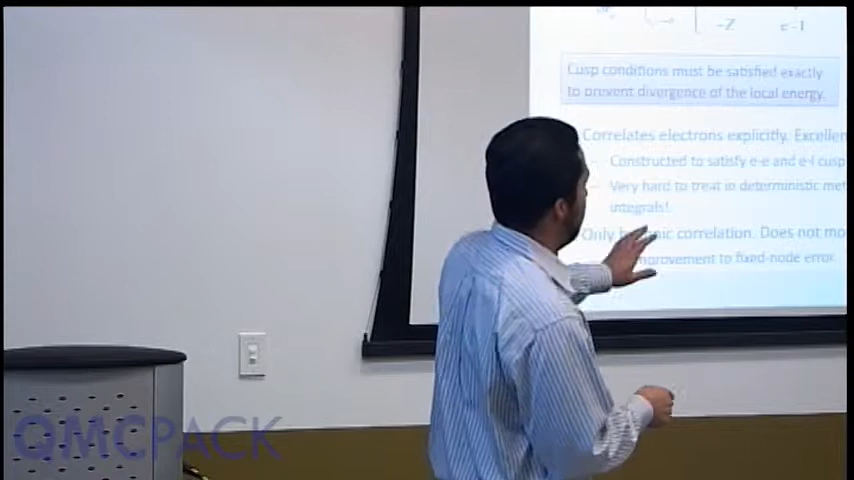 -Z
e-I
Cusp conditions must be satisfied exactly
to prevent divergence of the local energy.
Correlates electrons explicitly. Excellen
– Constructed to satisfy e-e and e-I cusp
– Very hard to treat in deterministic met
integrals!
Only correlation. Does not mo
improvement to fixed-node error.
QMCPACK